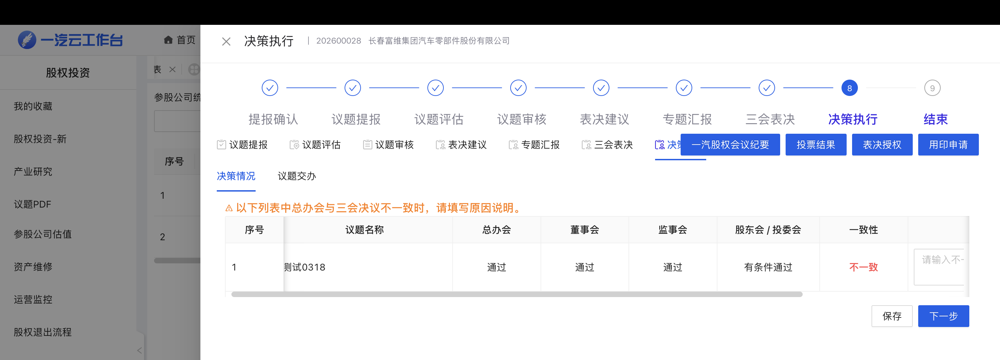 一汽云工作台
首页
股权投资
我的收藏
股权投资-新
产业研究
议题PDF
参股公司估值
资产维修
运营监控
股权退出流程
表
参股公司统
序号
1
2
决策执行
202600028 长春富维集团汽车零部件股份有限公司
8
9
提报确认 议题提报 议题评估 议题审核 表决建议 专题汇报 三会表决 决策执行 结束
议题提报 议题评估 议题审核 表决建议 专题汇报 三会表决 决策 一汽股权会议纪要 投票结果 表决授权 用印申请
决策情况 议题交办
以下列表中总办会与三会决议不一致时，请填写原因说明。
序号 议题名称 总办会 董事会 监事会 股东会 / 投委会 一致性
1 测试0318 通过 通过 通过 有条件通过 不一致 请输入不
保存 下一步